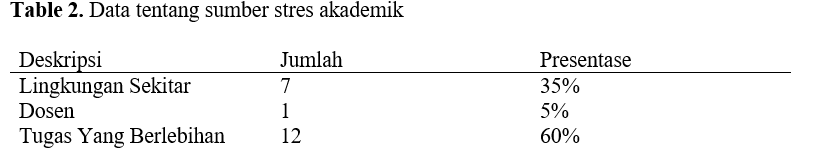 Table 2. Data tentang sumber stres akademik
Deskripsi Jumlah Presentase
Lingkungan Sekitar 7 35%
Dosen 1 5%
Tugas Yang Berlebihan 12 60%